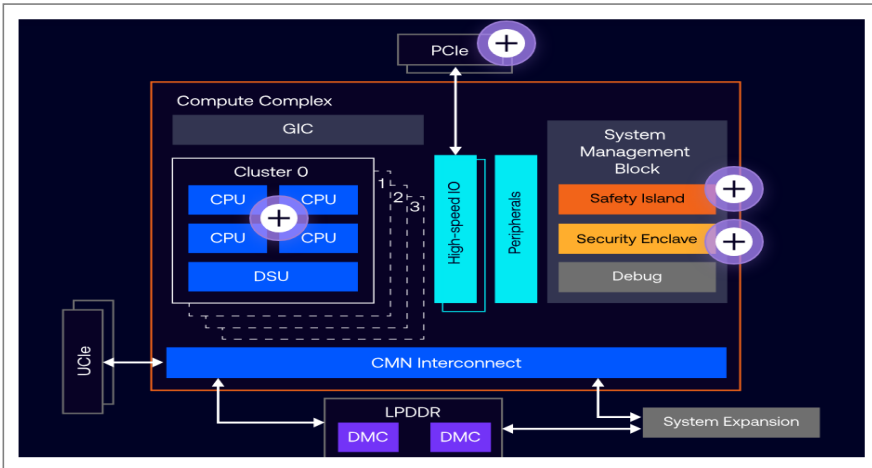 PCIe
Compute Complex
GIC
Cluster 0
1
2
3
CPU
CPU
CPU
CPU
DSU
High-speed IO
Peripherals
System
Management
Block
Safety Island
Security Enclave
Debug
UCIe
CMN Interconnect
LPDDR
DMC
DMC
System Expansion